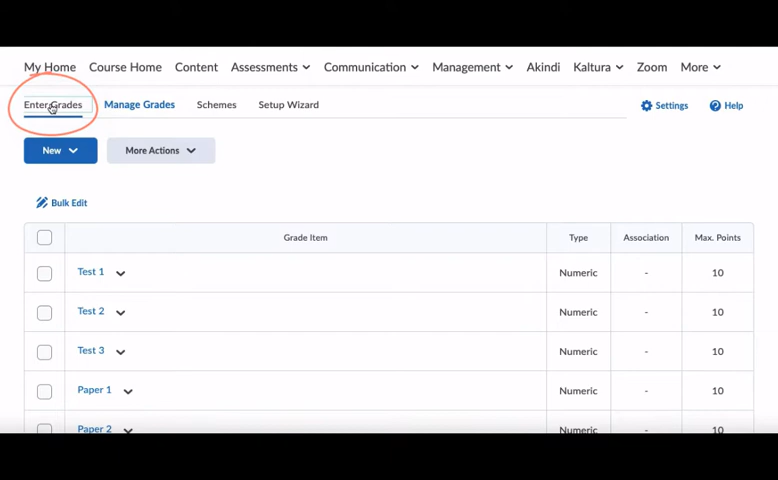 My Home Course Home Content Assessments Communication Management Akindi Kaltura Zoom More
Enter Grades Manage Grades Schemes Setup Wizard Settings Help
New More Actions
Bulk Edit
Grade Item Type Association Max. Points
Test 1 Numeric - 10
Test 2 Numeric - 10
Test 3 Numeric - 10
Paper 1 Numeric - 10
Paper 2 Numeric - 10